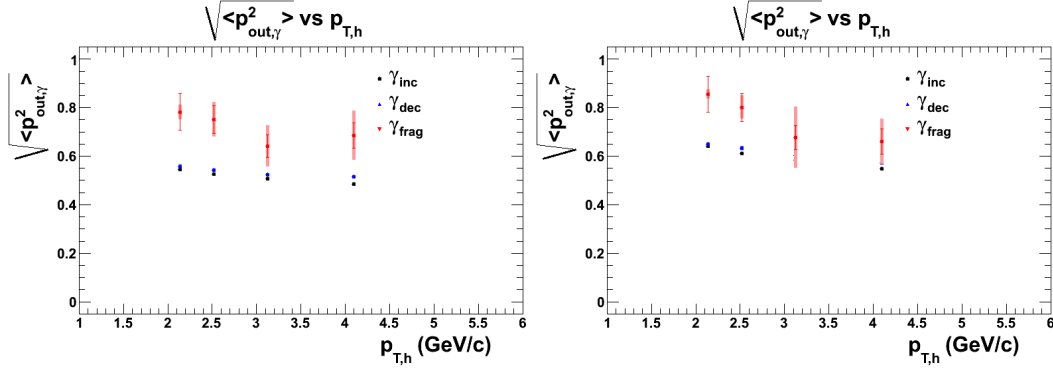 √<p²out,γ> vs pT,h
√<p²out,γ>
1
0.8
0.6
0.4
0.2
0
γinc
γdec
γfrag
1 1.5 2 2.5 3 3.5 4 4.5 5 5.5 6
pT,h (GeV/c)
√<p²out,γ> vs pT,h
√<p²out,γ>
1
0.8
0.6
0.4
0.2
0
γinc
γdec
γfrag
1 1.5 2 2.5 3 3.5 4 4.5 5 5.5 6
pT,h (GeV/c)